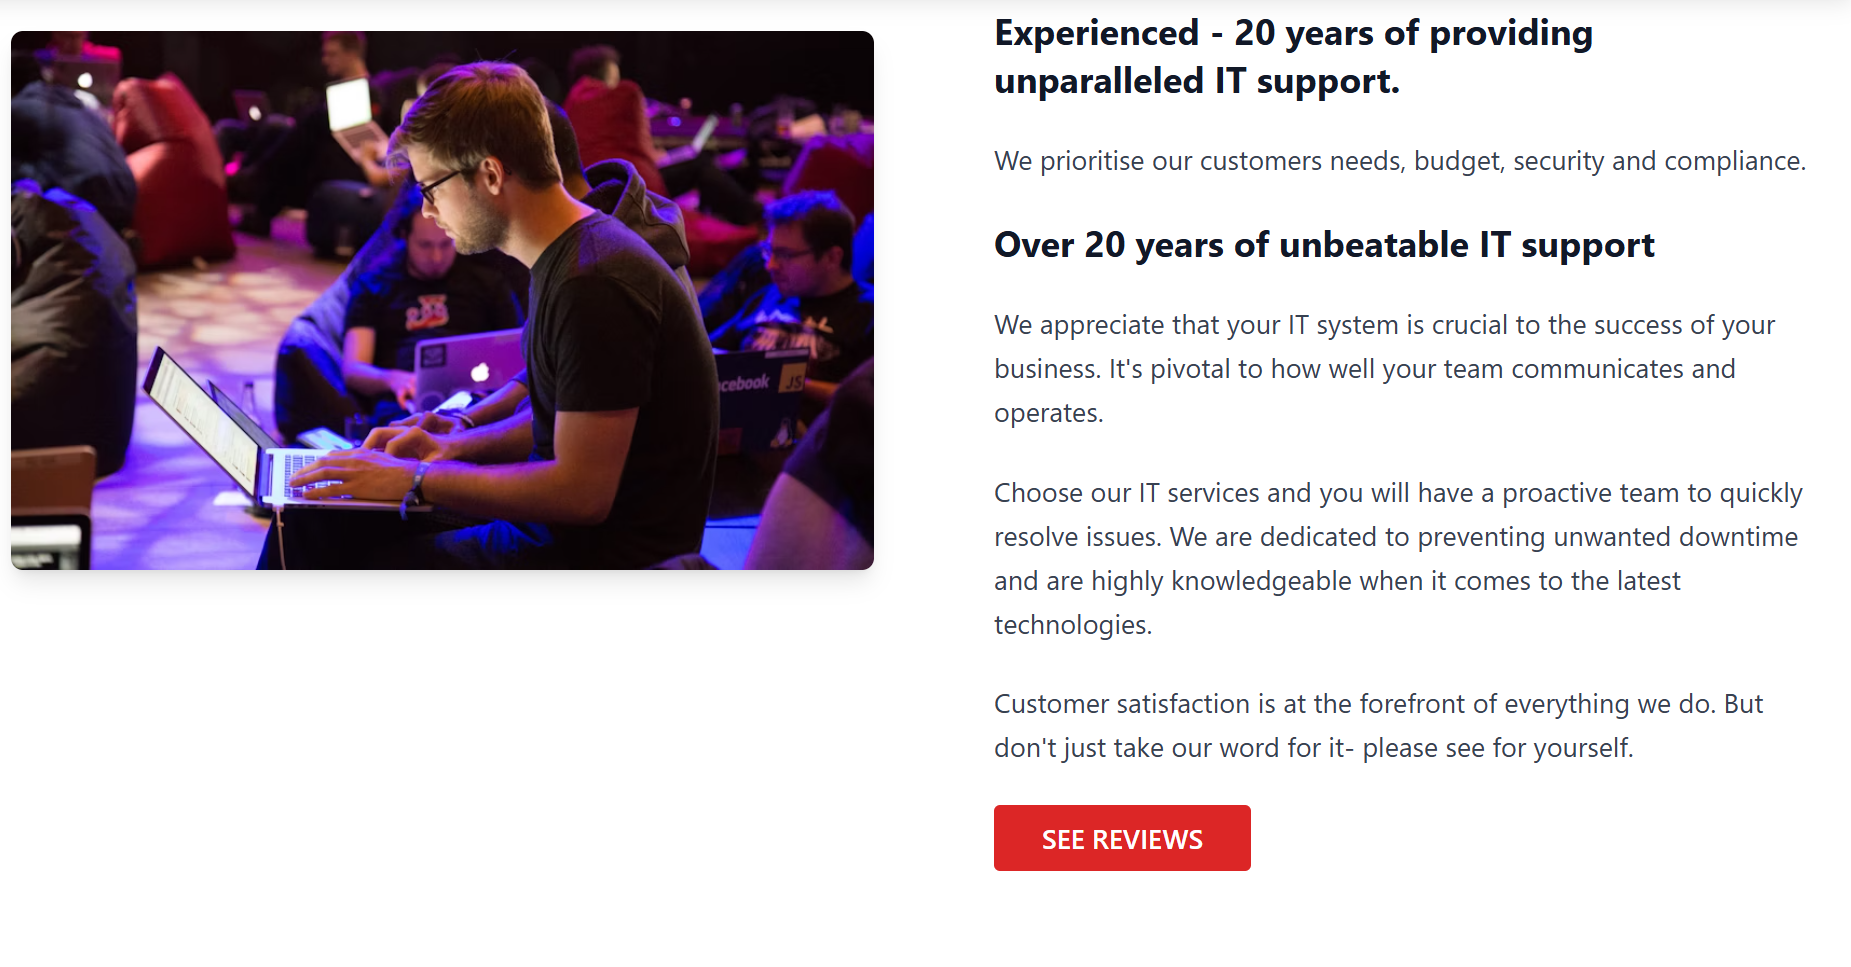 Experienced - 20 years of providing
unparalleled IT support.
We prioritise our customers needs, budget, security and compliance.
Over 20 years of unbeatable IT support
We appreciate that your IT system is crucial to the success of your
business. It's pivotal to how well your team communicates and
operates.
Choose our IT services and you will have a proactive team to quickly
resolve issues. We are dedicated to preventing unwanted downtime
and are highly knowledgeable when it comes to the latest
technologies.
Customer satisfaction is at the forefront of everything we do. But
don't just take our word for it- please see for yourself.
SEE REVIEWS
cebook
JS